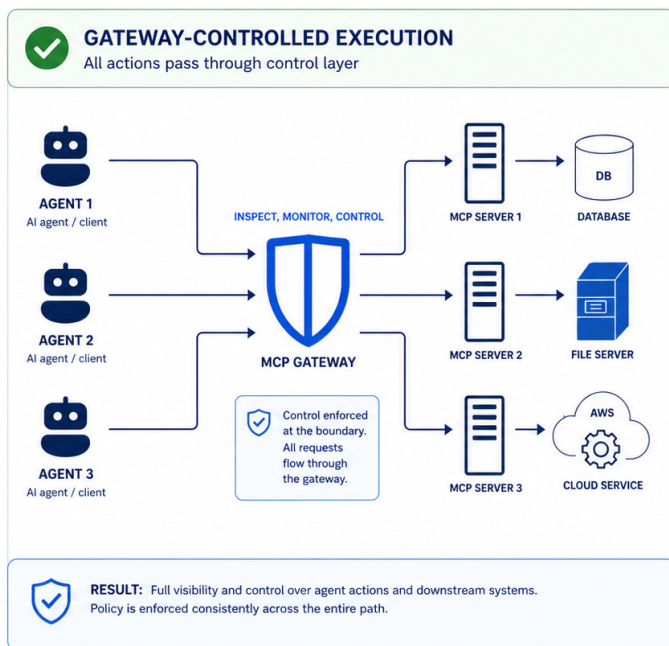 GATEWAY-CONTROLLED EXECUTION
All actions pass through control layer
AGENT 1
AI agent / client
INSPECT, MONITOR, CONTROL
MCP SERVER 1
DB
DATABASE
AGENT 2
AI agent / client
MCP GATEWAY
MCP SERVER 2
FILE SERVER
Control enforced
at the boundary.
All requests
flow through
the gateway.
AGENT 3
AI agent / client
MCP SERVER 3
AWS
CLOUD SERVICE
RESULT: Full visibility and control over agent actions and downstream systems.
Policy is enforced consistently across the entire path.